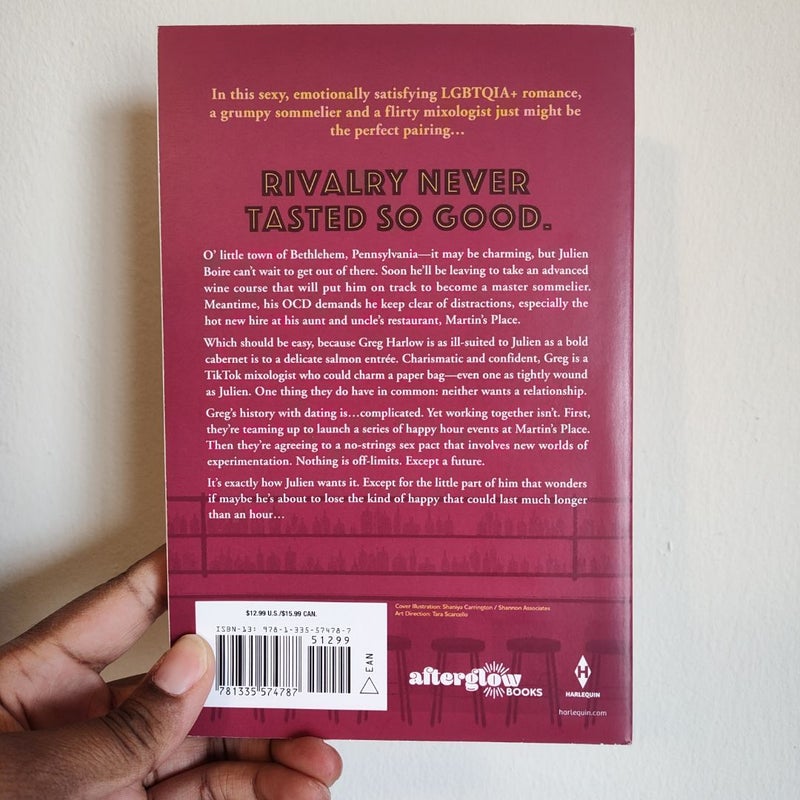 In this sexy, emotionally satisfying LGBTQIA+ romance,
a grumpy sommelier and a flirty mixologist just might be
the perfect pairing…
RIVALRY NEVER
TASTED SO GOOD.
O' little town of Bethlehem, Pennsylvania—it may be charming, but Julien
Boire can't wait to get out of there. Soon he'll be leaving to take an advanced
wine course that will put him on track to become a master sommelier.
Meantime, his OCD demands he keep clear of distractions, especially the
hot new hire at his aunt and uncle's restaurant, Martin's Place.
Which should be easy, because Greg Harlow is as ill-suited to Julien as a bold
cabernet is to a delicate salmon entrée. Charismatic and confident, Greg is a
TikTok mixologist who could charm a paper bag—even one as tightly wound
as Julien. One thing they do have in common: neither wants a relationship.
Greg's history with dating is…complicated. Yet working together isn't. First,
they're teaming up to launch a series of happy hour events at Martin's Place.
Then they're agreeing to a no-strings sex pact that involves new worlds of
experimentation. Nothing is off-limits. Except a future.
It's exactly how Julien wants it. Except for the little part of him that wonders
if maybe he's about to lose the kind of happy that could last much longer
than an hour…
$12.99 U.S./$15.99 CAN.
ISBN-13: 978-1-335-57478-7
51299
781335574787
EAN
Cover Illustration: Shaniya Carrington / Shannon Associates
Art Direction: Tara Scarcello
afterglow
BOOKS
H
HARLEQUIN
harlequin.com